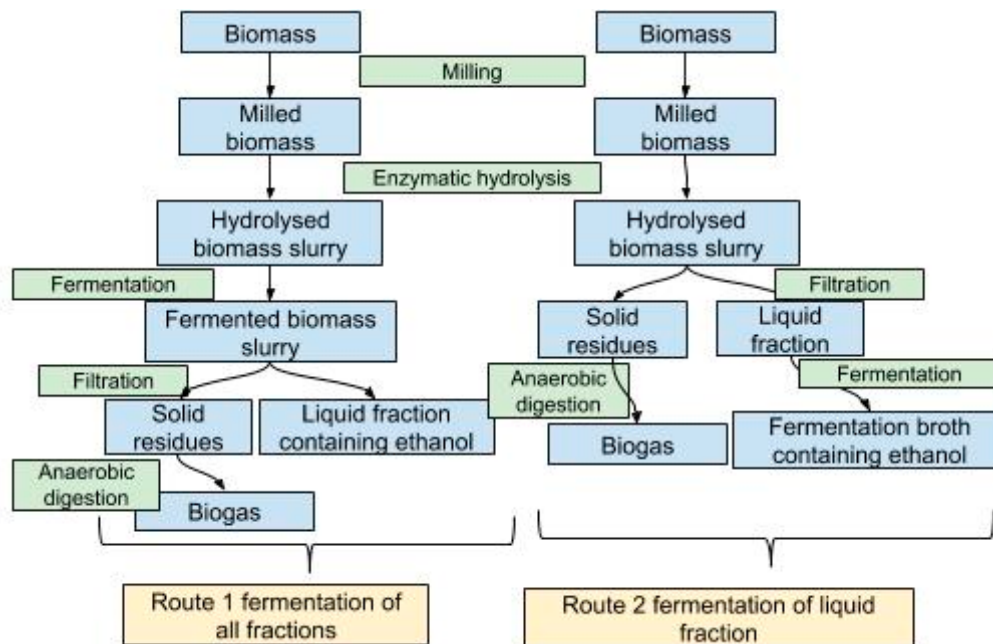 Biomass
Biomass
Milling
Milled
biomass
Milled
biomass
Enzymatic hydrolysis
Hydrolysed
biomass slurry
Hydrolysed
biomass slurry
Fermentation
Filtration
Fermented biomass
slurry
Solid
residues
Liquid
fraction
Filtration
Anaerobic
digestion
Fermentation
Solid
residues
Liquid fraction
containing ethanol
Biogas
Fermentation broth
containing ethanol
Anaerobic
digestion
Biogas
Route 1 fermentation of
all fractions
Route 2 fermentation of liquid
fraction